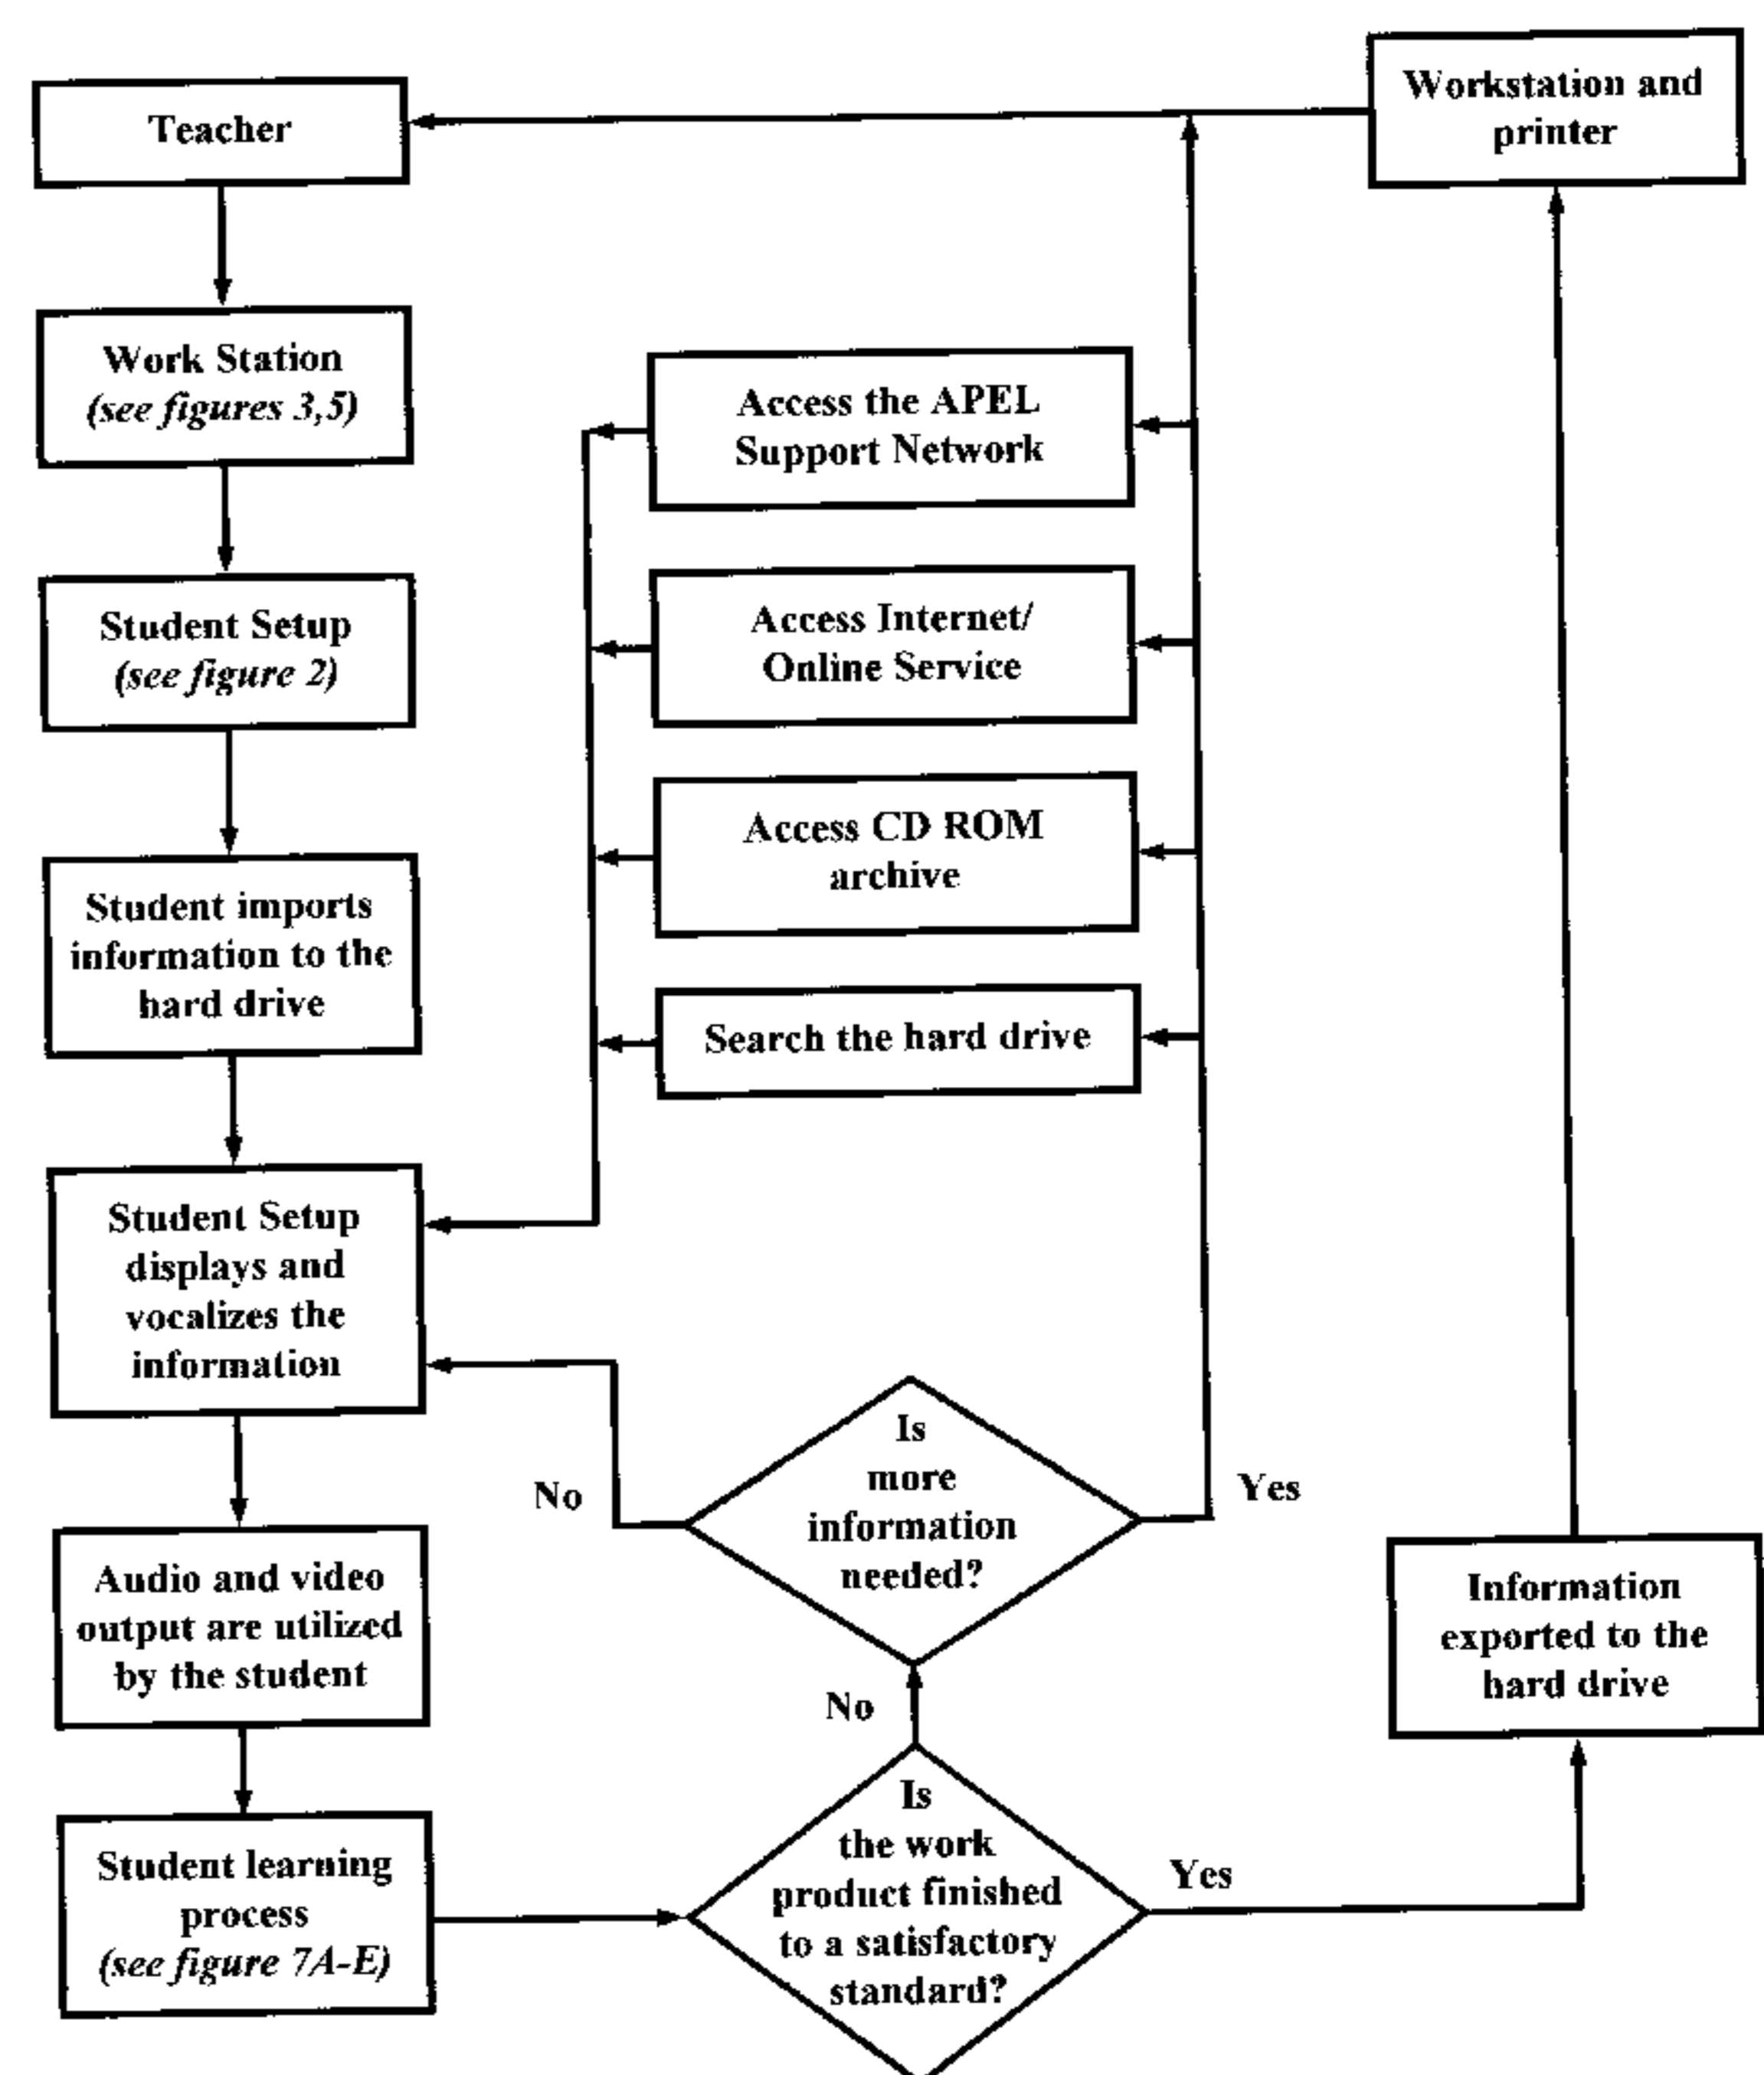 Teacher
Workstation and
printer
Work Station
(see figures 3,5)
Access the APEL
Support Network
Student Setup
(see figure 2)
Access Internet/
Online Service
Student imports
information to the
hard drive
Access CD ROM
archive
Search the hard drive
Student Setup
displays and
vocalizes the
information
No
Is
more
information
needed?
Yes
Audio and video
output are utilized
by the student
Information
exported to the
hard drive
No
Student learning
process
(see figure 7A-E)
Is
the work
product finished
to a satisfactory
standard?
Yes